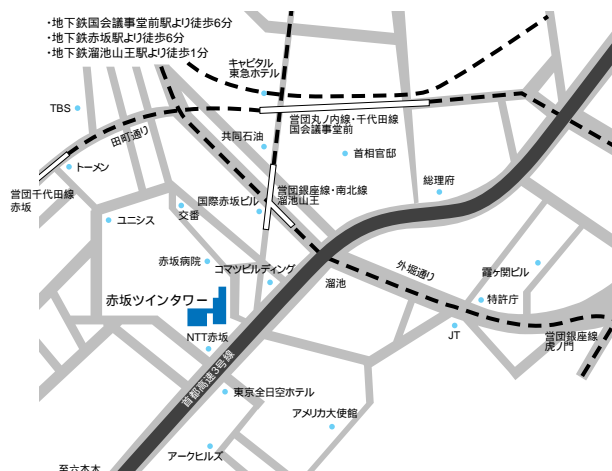 ・地下鉄国会議事堂前駅より徒歩6分
・地下鉄赤坂駅より徒歩6分
・地下鉄溜池山王駅より徒歩1分
キャピタル
東急ホテル
TBS
田町通り
営団丸ノ内線・千代田線
国会議事堂前
共同石油
首相官邸
トーメン
営団千代田線
赤坂
営団銀座線・南北線
溜池山王
総理府
国際赤坂ビル
交番
ユニシス
赤坂病院
コマツビルディング
外堀通り
霞ヶ関ビル
溜池
赤坂ツインタワー
特許庁
NTT赤坂
JT
営団銀座線
虎ノ門
首都高速3号線
東京全日空ホテル
アメリカ大使館
アークヒルズ
至六本木